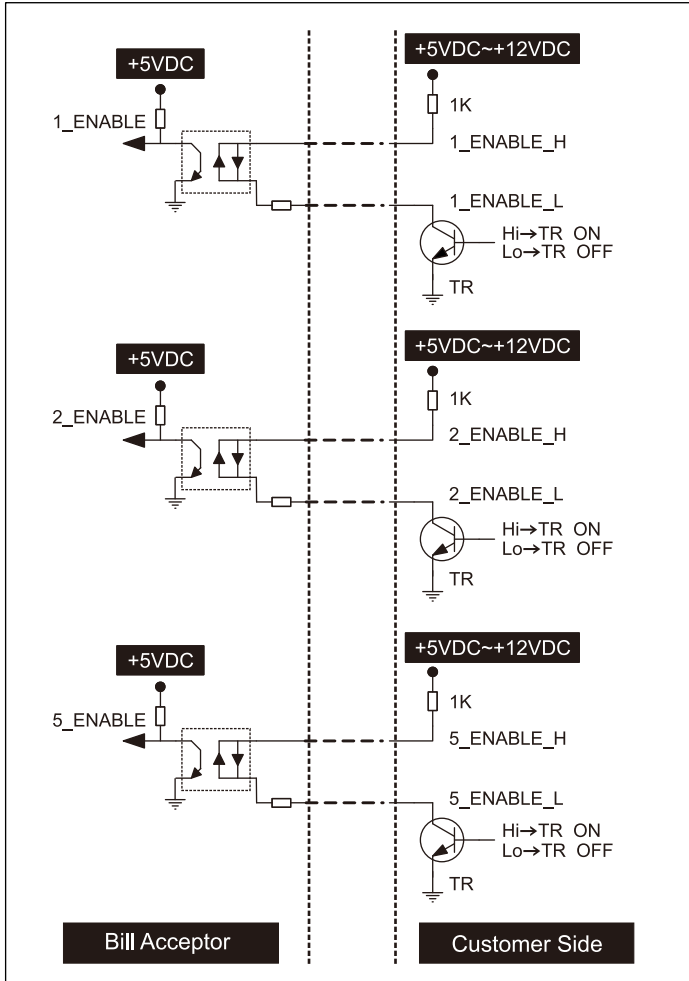 +5VDC
+5VDC~+12VDC
1K
1_ENABLE
1_ENABLE_H
1_ENABLE_L
Hi→TR ON
Lo→TR OFF
TR
+5VDC
+5VDC~+12VDC
1K
2_ENABLE
2_ENABLE_H
2_ENABLE_L
Hi→TR ON
Lo→TR OFF
TR
+5VDC
+5VDC~+12VDC
1K
5_ENABLE
5_ENABLE_H
5_ENABLE_L
Hi→TR ON
Lo→TR OFF
TR
Bill Acceptor
Customer Side